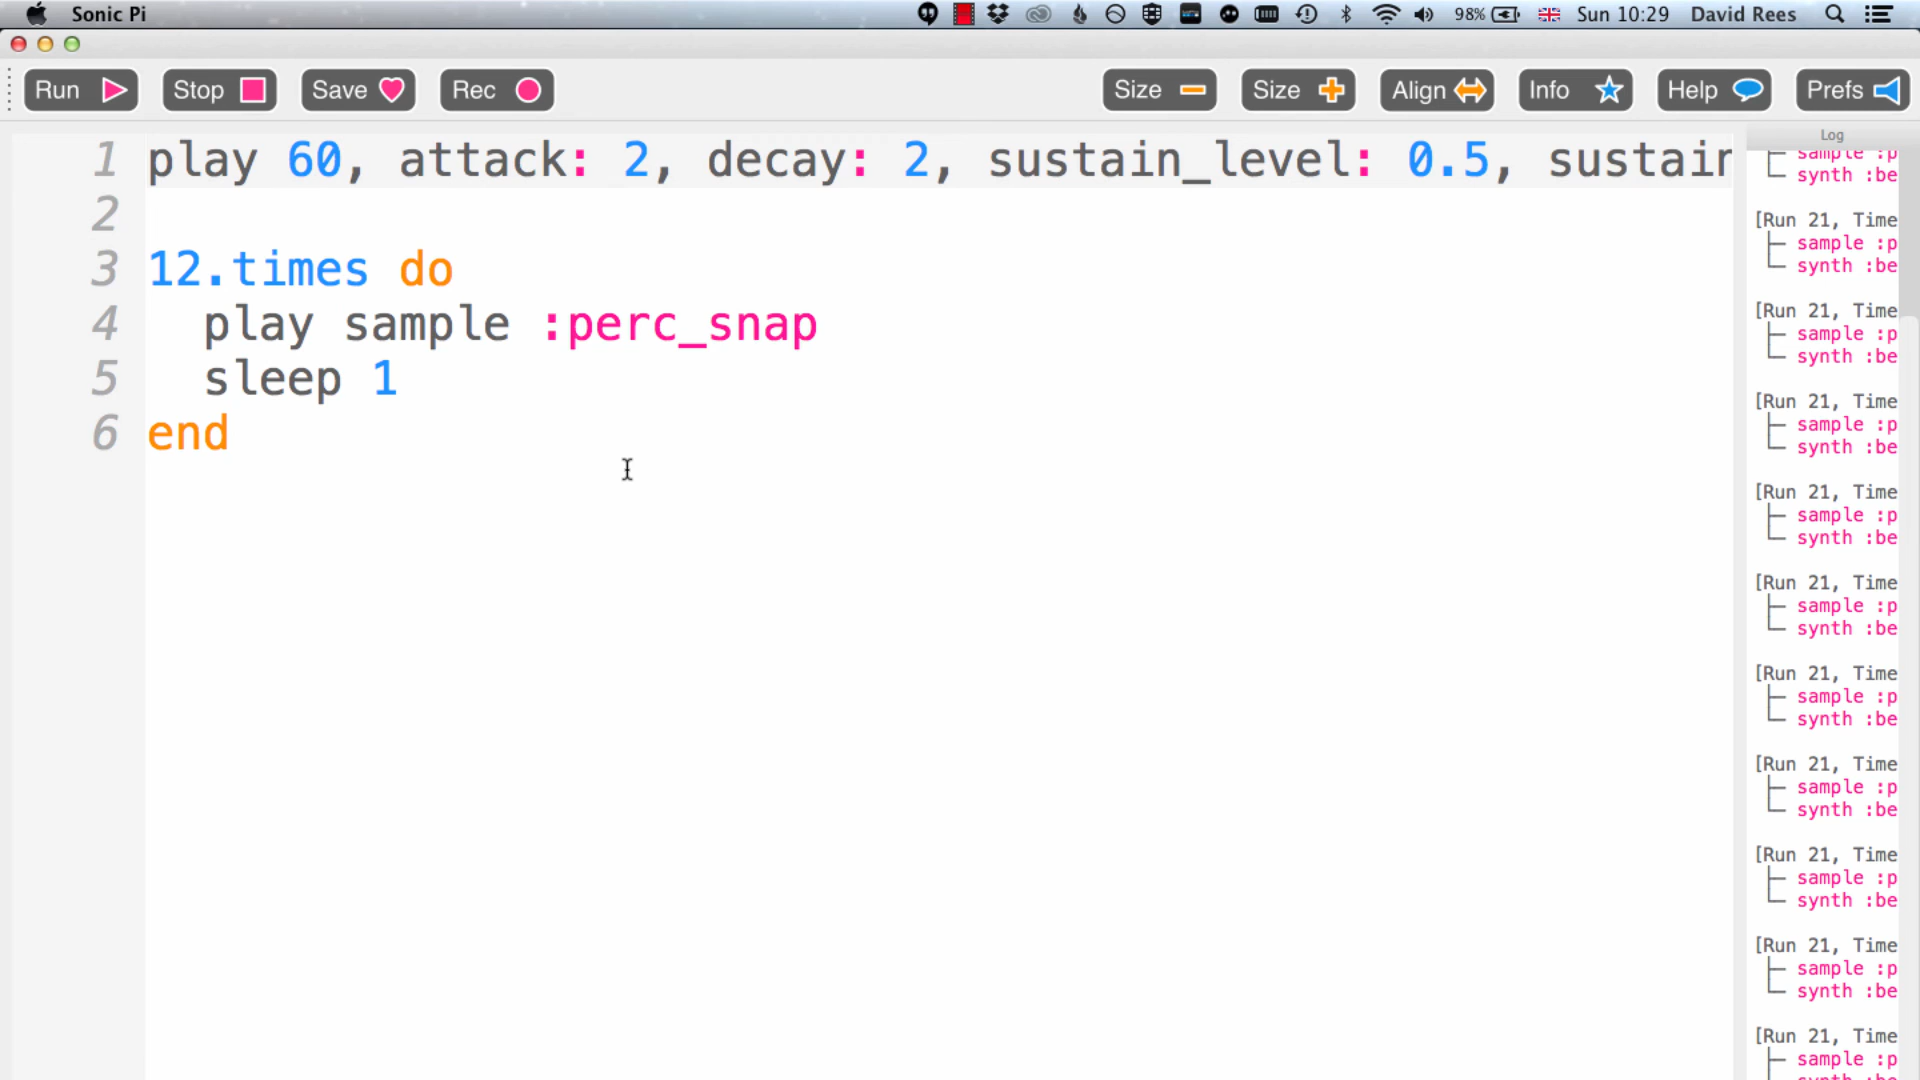 Sonic Pi 98% Sun 10:29 David Rees
Run Stop Save Rec Size Size Align Info Help Prefs
Log
1 play 60, attack: 2, decay: 2, sustain_level: 0.5, sustain
2
3 12.times do
4 play sample :perc_snap
5 sleep 1
6 end
sample :p
synth :be
[Run 21, Time
sample :p
synth :be
[Run 21, Time
sample :p
synth :be
[Run 21, Time
sample :p
synth :be
[Run 21, Time
sample :p
synth :be
[Run 21, Time
sample :p
synth :be
[Run 21, Time
sample :p
synth :be
[Run 21, Time
sample :p
synth :be
[Run 21, Time
sample :p
synth :be
[Run 21, Time
sample :p
synth :be
[Run 21, Time
sample :p